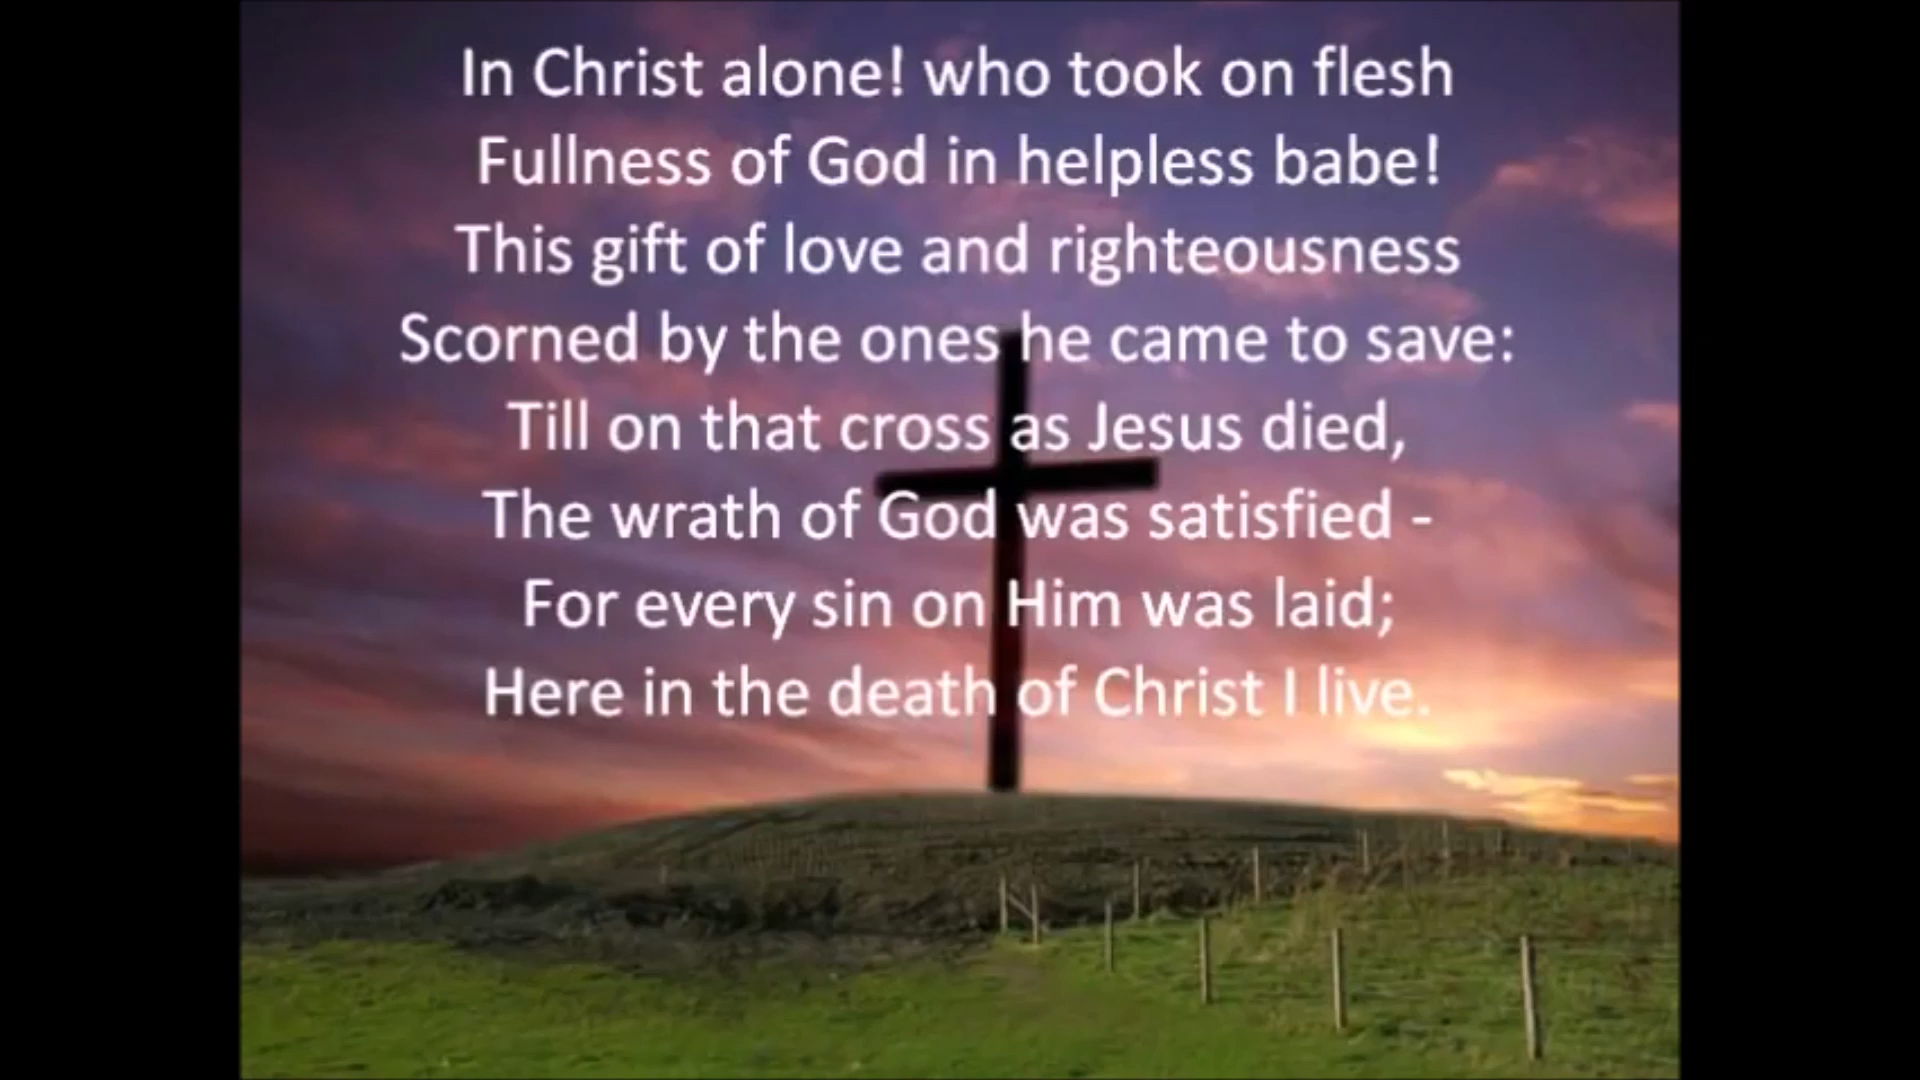 In Christ alone! who took on flesh
Fullness of God in helpless babe!
This gift of love and righteousness
Scorned by the ones he came to save:
Till on that cross as Jesus died,
The wrath of God was satisfied -
For every sin on Him was laid;
Here in the death of Christ I live.